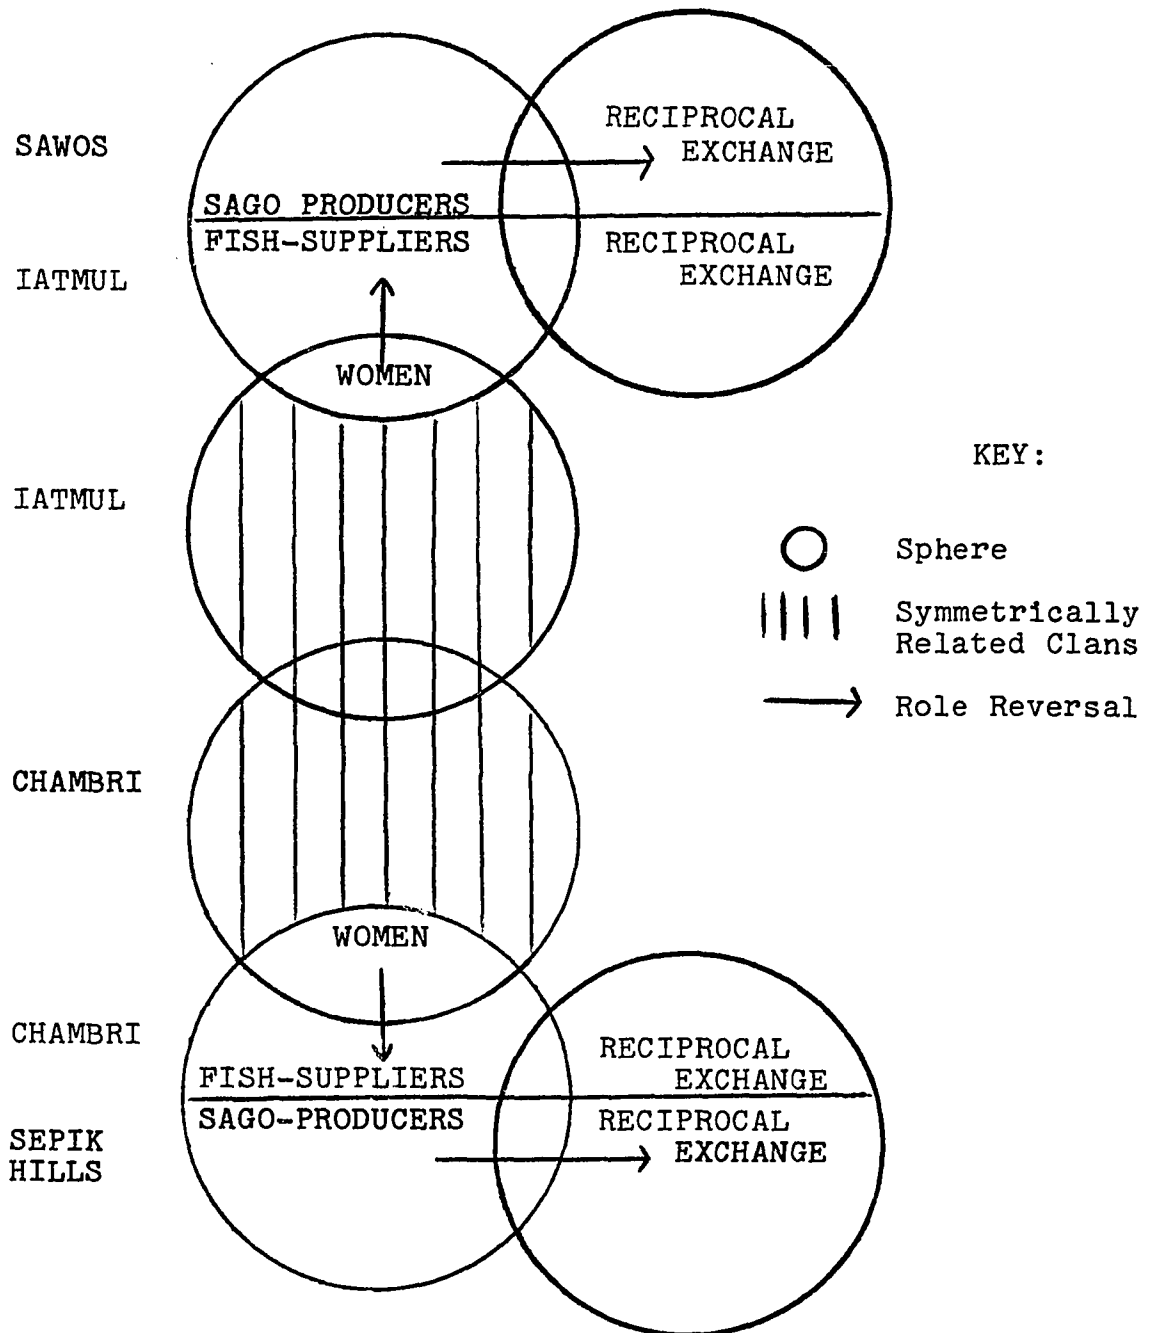 SAWOS
RECIPROCAL
EXCHANGE
SAGO PRODUCERS
FISH-SUPPLIERS
RECIPROCAL
EXCHANGE
IATMUL
WOMEN
IATMUL
KEY:
Sphere
Symmetrically
Related Clans
Role Reversal
CHAMBRI
WOMEN
CHAMBRI
FISH-SUPPLIERS
RECIPROCAL
EXCHANGE
SAGO-PRODUCERS
RECIPROCAL
EXCHANGE
SEPIK
HILLS